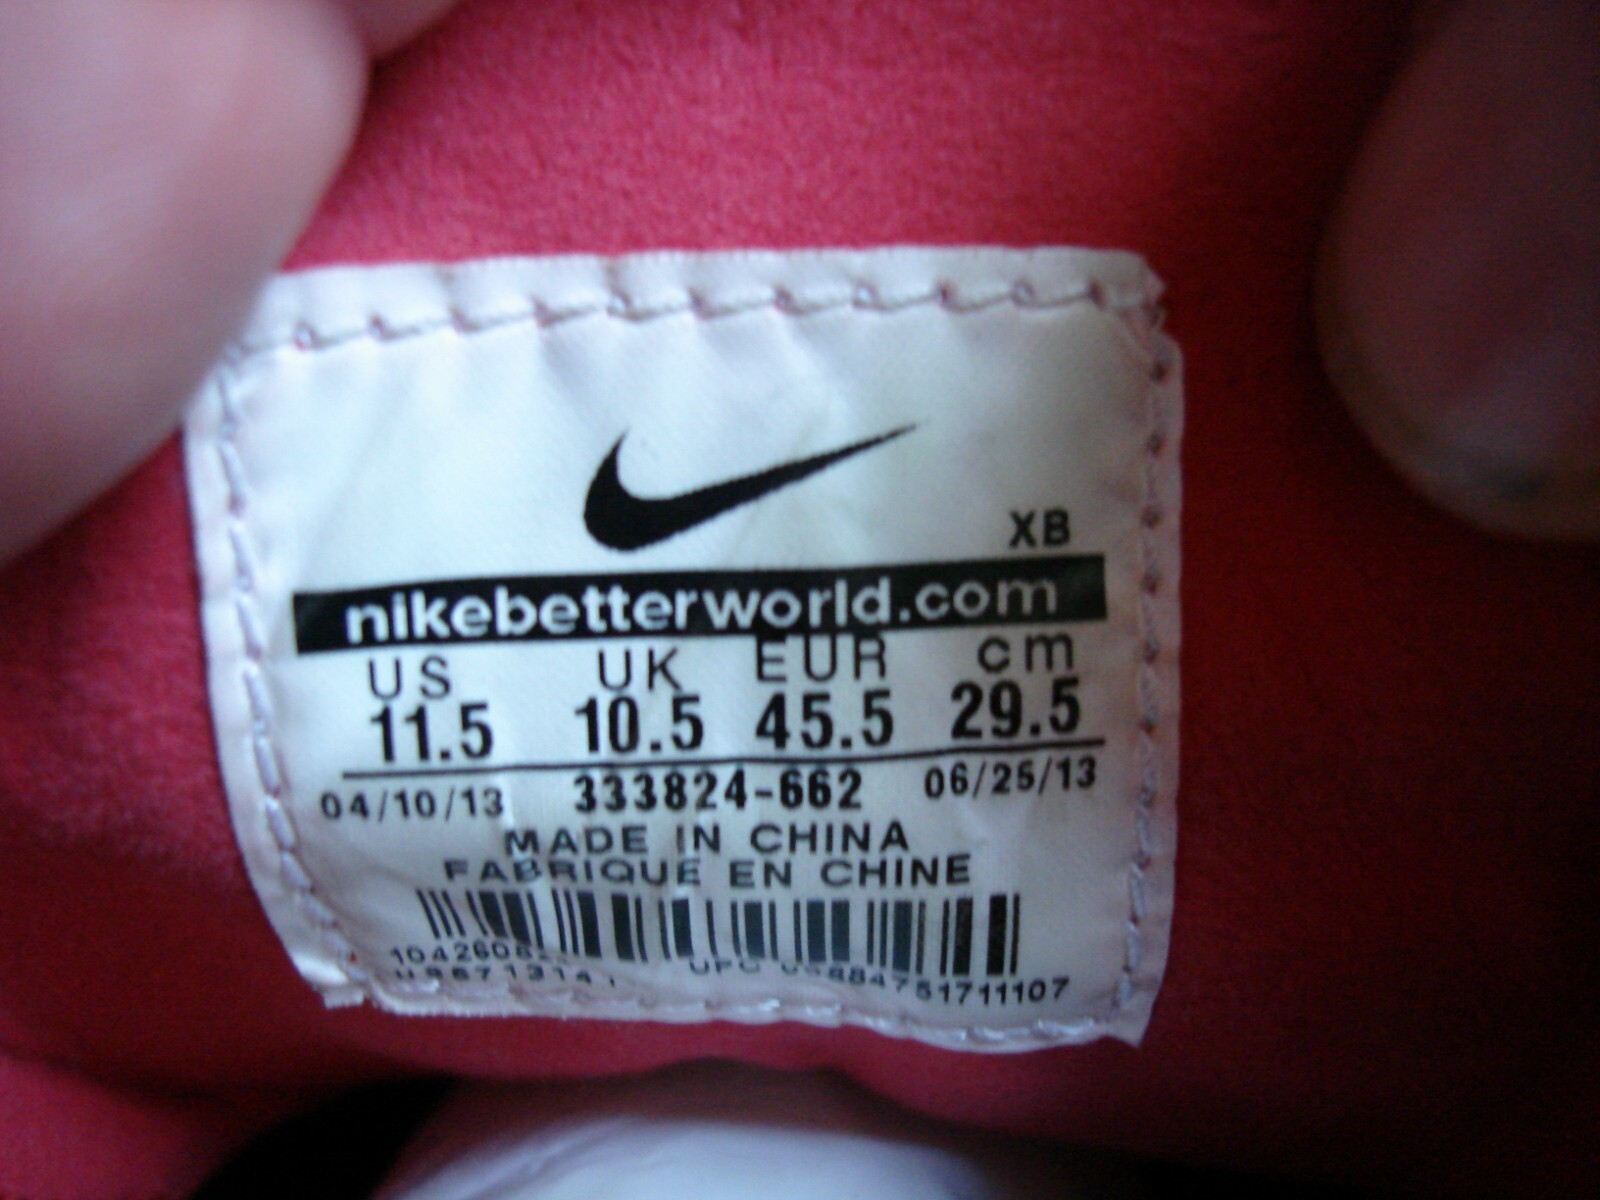 XB
nikebetterworld.com
US UK EUR cm
11.5 10.5 45.5 29.5
04/10/13 333824-662 06/25/13
MADE IN CHINA
FABRIQUE EN CHINE
UPC